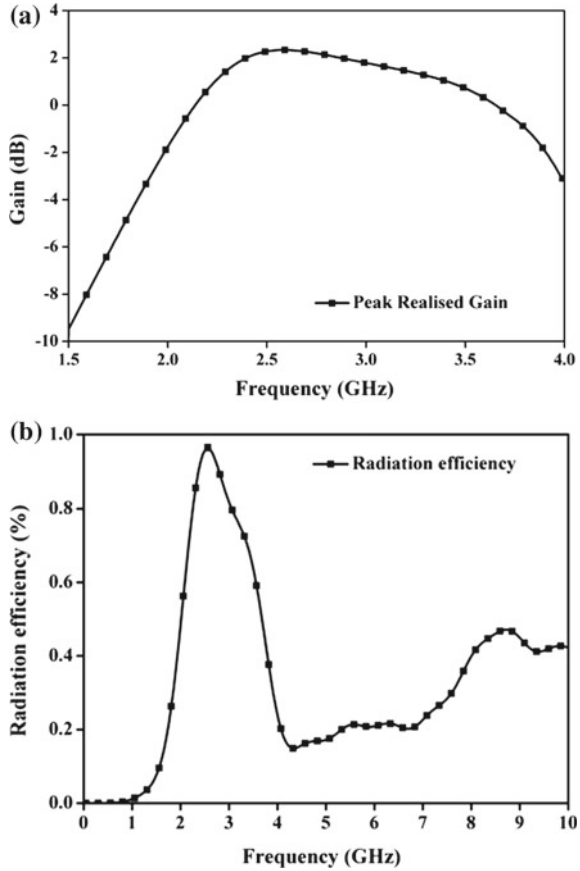 (a)
4
2
0
-2
-4
-6
-8
-10
Gain (dB)
Peak Realised Gain
1.5 2.0 2.5 3.0 3.5 4.0
Frequency (GHz)
(b)
1.0
0.8
0.6
0.4
0.2
0.0
Radiation efficiency (%)
Radiation efficiency
0 1 2 3 4 5 6 7 8 9 10
Frequency (GHz)